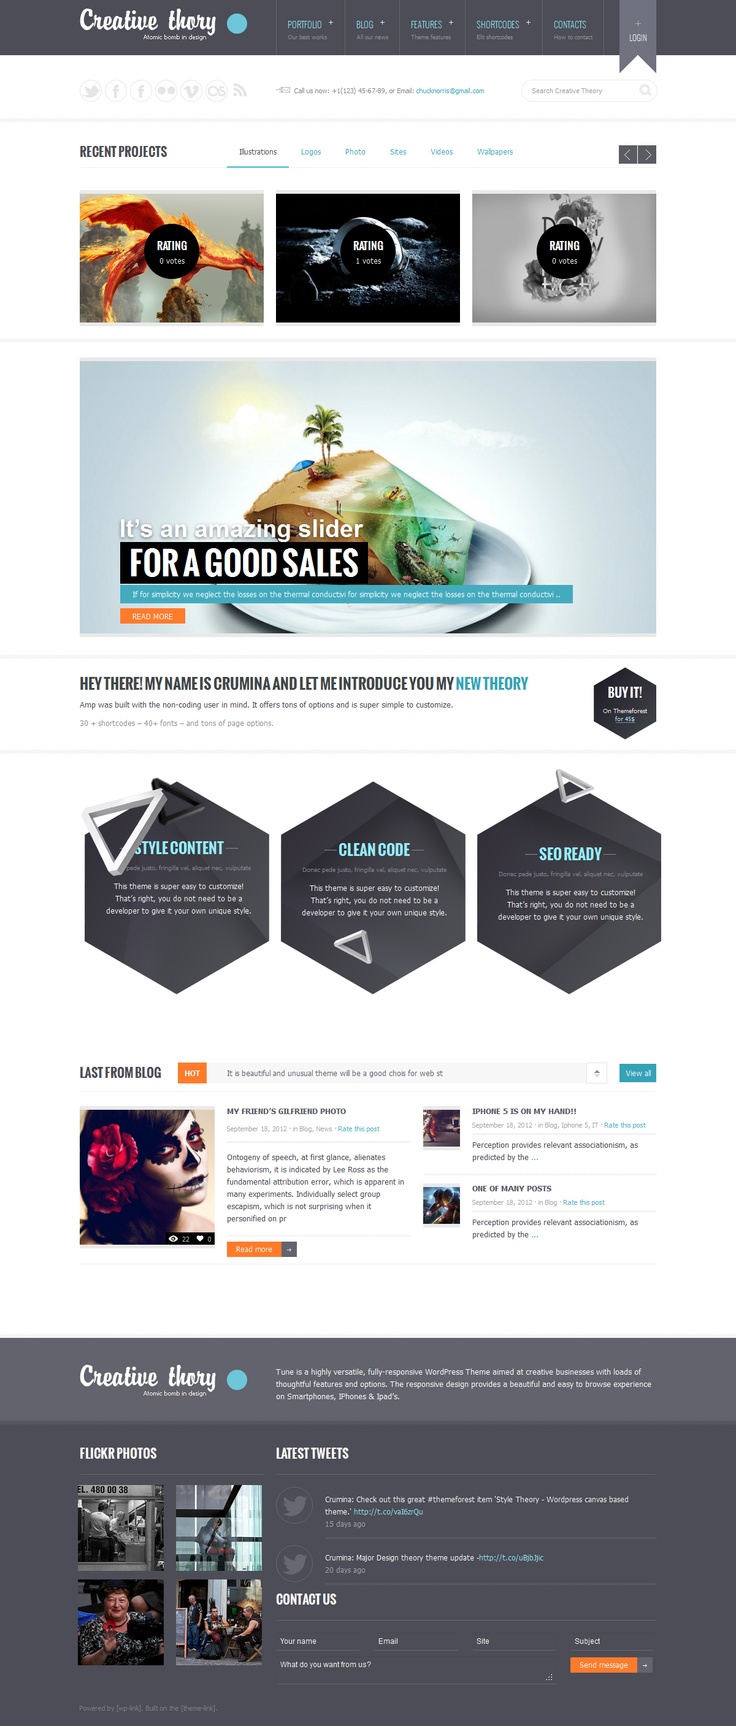 Creative thory
Atomic bomb in design
PORTFOLIO +
Our best works
BLOG +
All our news
FEATURES +
Theme features
SHORTCODES +
Ellit shortcodes
CONTACTS
How to contact
+
LOGIN
Call us now: +1(123) 45-67-89, or Email: chucknorris@gmail.com
Search Creative Theory
RECENT PROJECTS
Illustrations
Logos
Photo
Sites
Videos
Wallpapers
RATING
0 votes
RATING
1 votes
DON'T
HIGH
RATING
0 votes
It's an amazing slider
FOR A GOOD SALES
If for simplicity we neglect the losses on the thermal conductivi for simplicity we neglect the losses on the thermal conductivi ..
READ MORE
HEY THERE! MY NAME IS CRUMINA AND LET ME INTRODUCE YOU MY NEW THEORY
Amp was built with the non-coding user in mind. It offers tons of options and is super simple to customize.
30 + shortcodes – 40+ fonts – and tons of page options.
BUY IT!
On Themeforest
for 45$
STYLE CONTENT
pede justo, fringilla vel, aliquet nec, vulputate
This theme is super easy to customize!
That's right, you do not need to be a
developer to give it your own unique style.
CLEAN CODE
Donec pede justo, fringilla vel, aliquet nec, vulputate
This theme is super easy to customize!
That's right, you do not need to be a
developer to give it your own unique style.
SEO READY
Donec pede justo, fringilla vel, aliquet nec, vulputate
This theme is super easy to customize!
That's right, you do not need to be a
developer to give it your own unique style.
LAST FROM BLOG
HOT
It is beautiful and unusual theme will be a good chois for web st
View all
22
0
MY FRIEND'S GILFRIEND PHOTO
September 18, 2012 · in Blog, News · Rate this post
Ontogeny of speech, at first glance, alienates
behaviorism, it is indicated by Lee Ross as the
fundamental attribution error, which is apparent in
many experiments. Individually select group
escapism, which is not surprising when it
personified on pr
Read more
IPHONE 5 IS ON MY HAND!!
September 18, 2012 · in Blog, Iphone 5, IT · Rate this post
Perception provides relevant associationism, as
predicted by the ...
ONE OF MANY POSTS
September 18, 2012 · in Blog · Rate this post
Perception provides relevant associationism, as
predicted by the ...
Creative thory
Atomic bomb in design
Tune is a highly versatile, fully-responsive WordPress Theme aimed at creative businesses with loads of
thoughtful features and options. The responsive design provides a beautiful and easy to browse experience
on Smartphones, IPhones & Ipad's.
FLICKR PHOTOS
EL. 480 00 38
LATEST TWEETS
Crumina: Check out this great #themeforest item 'Style Theory - Wordpress canvas based
theme.' http://t.co/vaI6zrQu
15 days ago
Crumina: Major Design theory theme update -http://t.co/uBjbJjic
20 days ago
CONTACT US
Your name
Email
Site
Subject
What do you want from us?
Send message
Powered by [wp-link]. Built on the [theme-link].